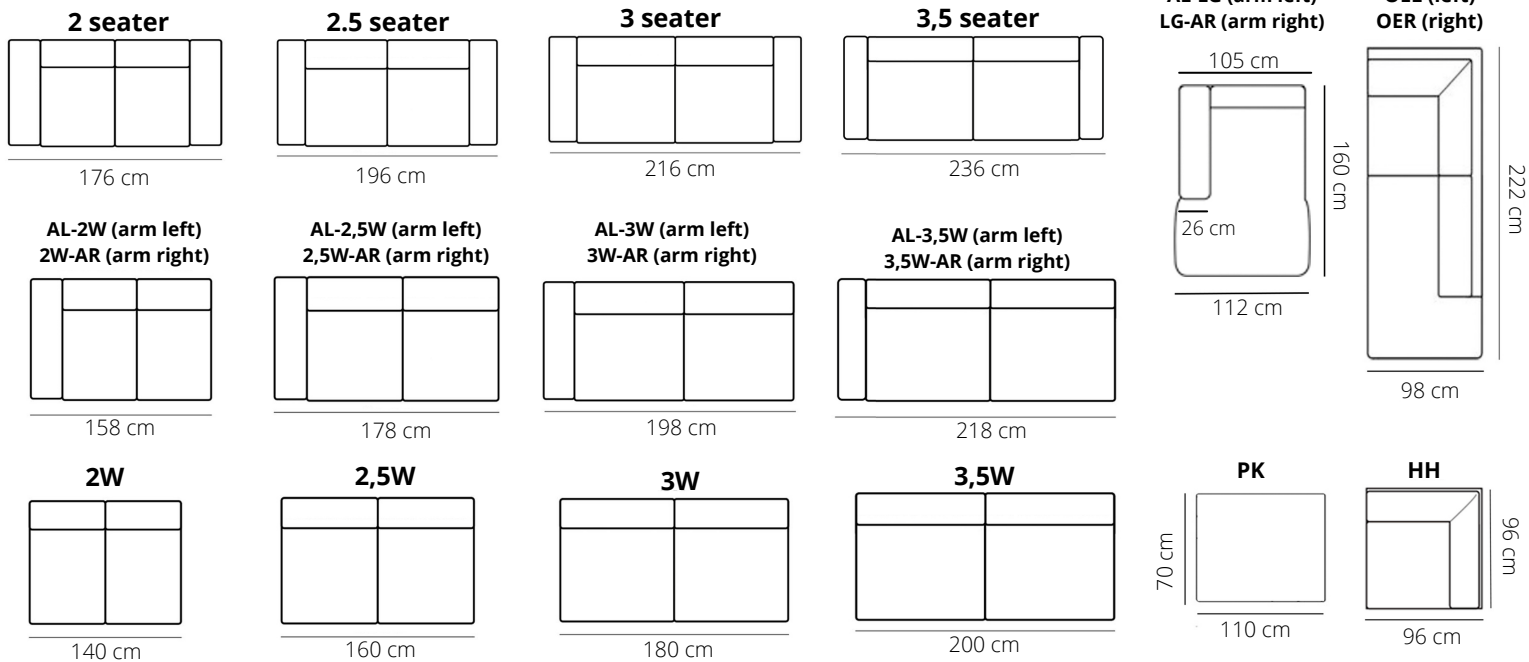 2 seater
176 cm
2.5 seater
196 cm
3 seater
216 cm
3,5 seater
236 cm
LG-AR (arm right)
105 cm
160 cm
26 cm
112 cm
OER (right)
222 cm
98 cm
AL-2W (arm left)
2W-AR (arm right)
158 cm
AL-2,5W (arm left)
2,5W-AR (arm right)
178 cm
AL-3W (arm left)
3W-AR (arm right)
198 cm
AL-3,5W (arm left)
3,5W-AR (arm right)
218 cm
2W
140 cm
2,5W
160 cm
3W
180 cm
3,5W
200 cm
PK
70 cm
110 cm
HH
96 cm
96 cm